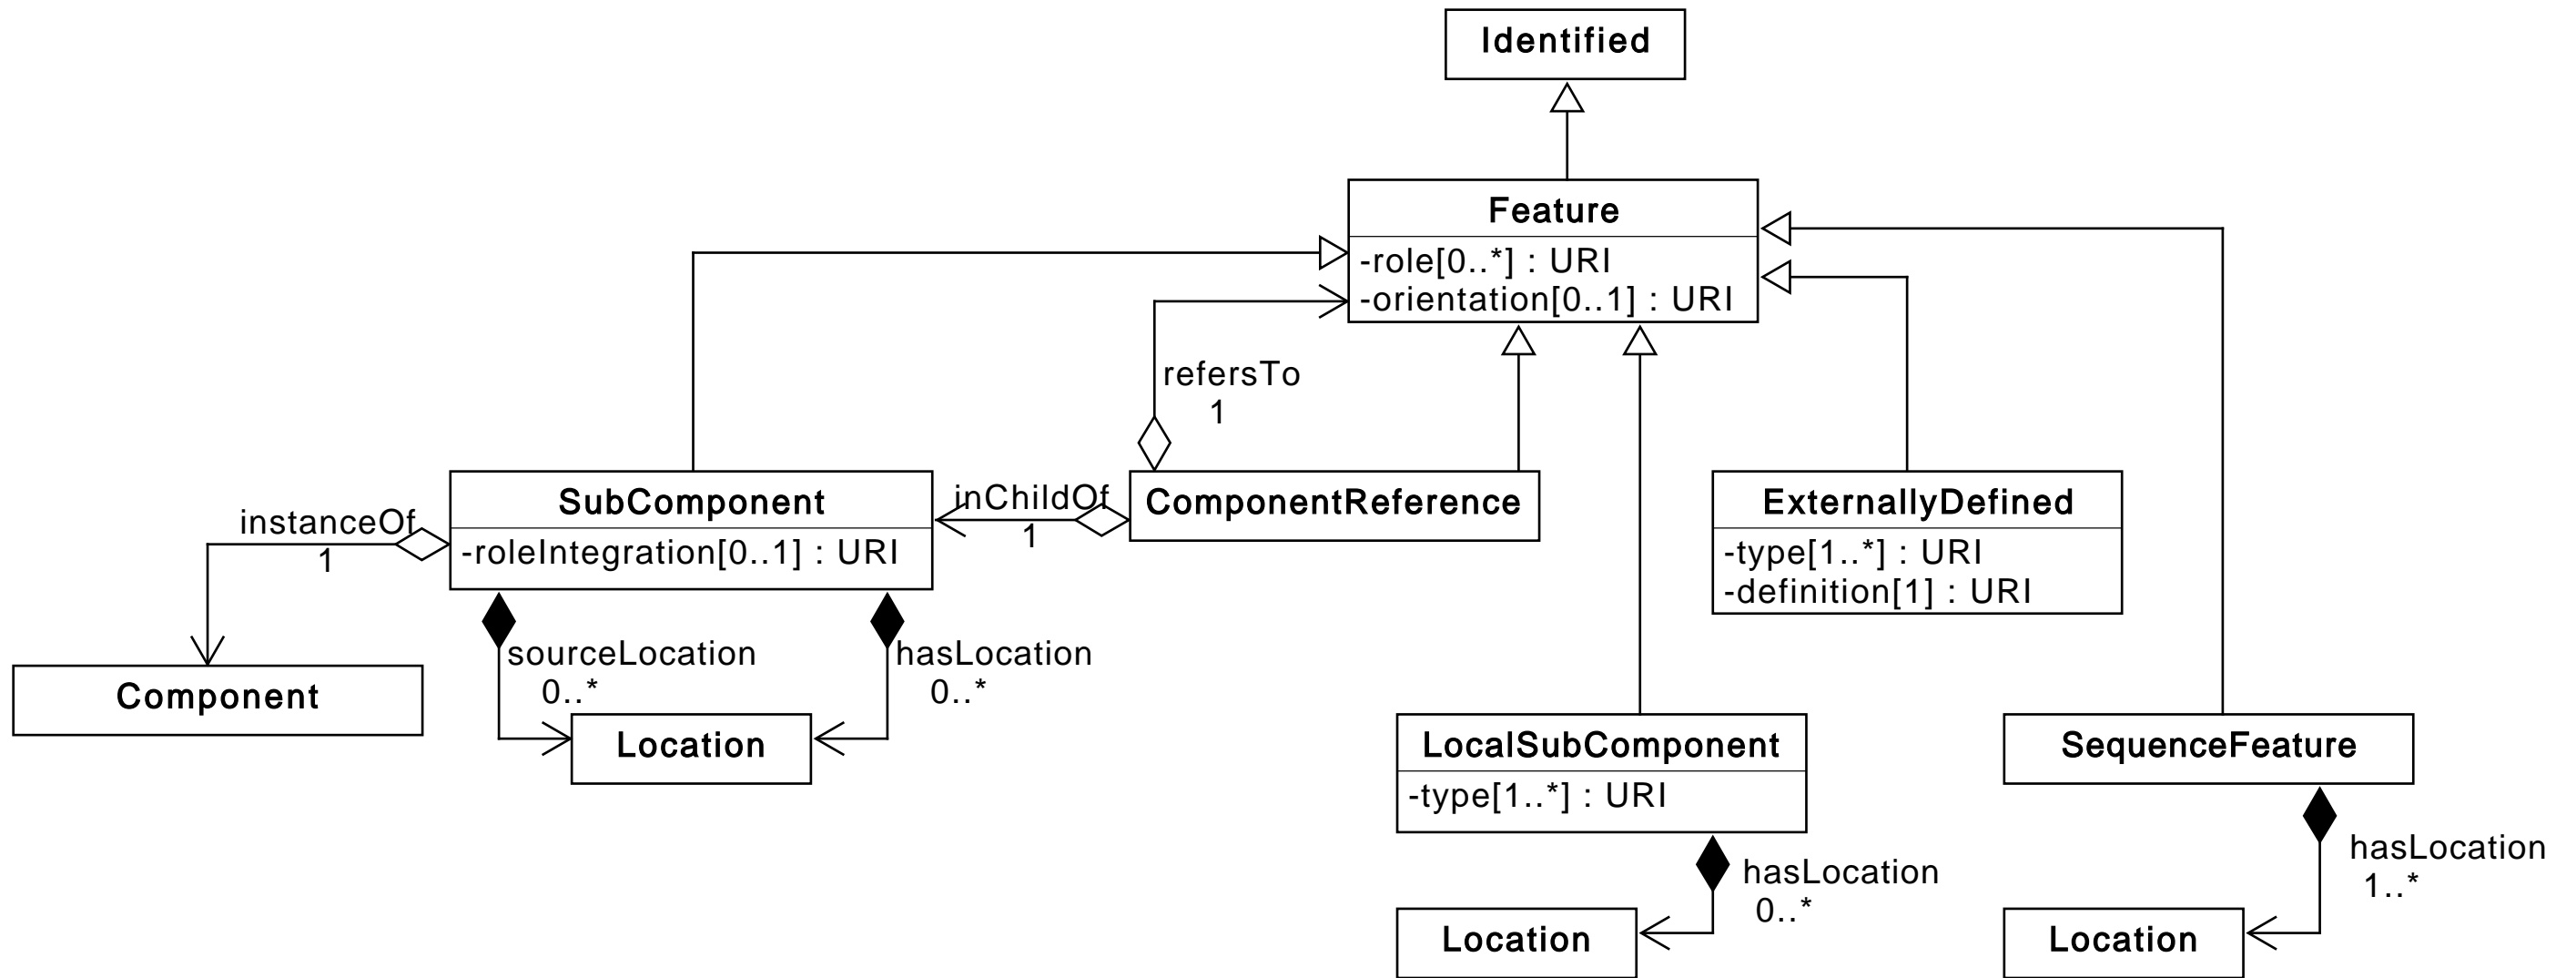 Identified
Feature
-role[0..*] : URI
-orientation[0..1] : URI
refersTo
1
SubComponent
-roleIntegration[0..1] : URI
inChildOf
1
ComponentReference
ExternallyDefined
-type[1..*] : URI
-definition[1] : URI
instanceOf
1
sourceLocation
0..*
hasLocation
0..*
Component
Location
LocalSubComponent
-type[1..*] : URI
SequenceFeature
hasLocation
0..*
hasLocation
1..*
Location
Location